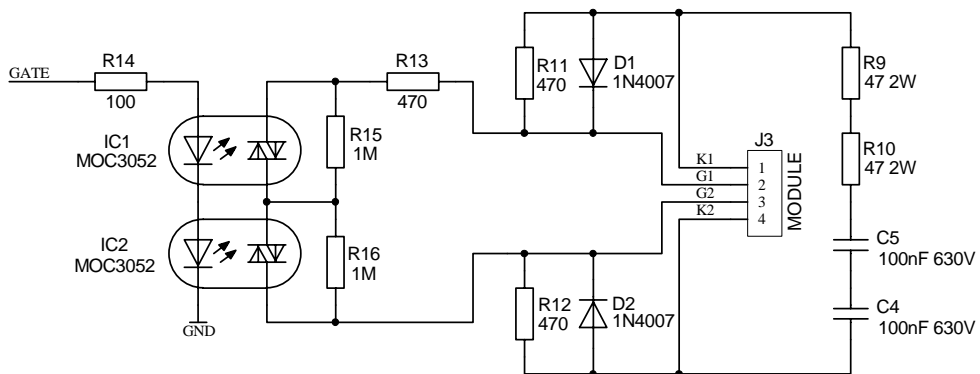 GATE
R14
100
IC1
MOC3052
IC2
MOC3052
GND
R13
470
R15
1M
R16
1M
R11
470
D1
1N4007
R12
470
D2
1N4007
K1
G1
G2
K2
J3
1
2
3
4
MODULE
R9
47 2W
R10
47 2W
C5
100nF 630V
C4
100nF 630V